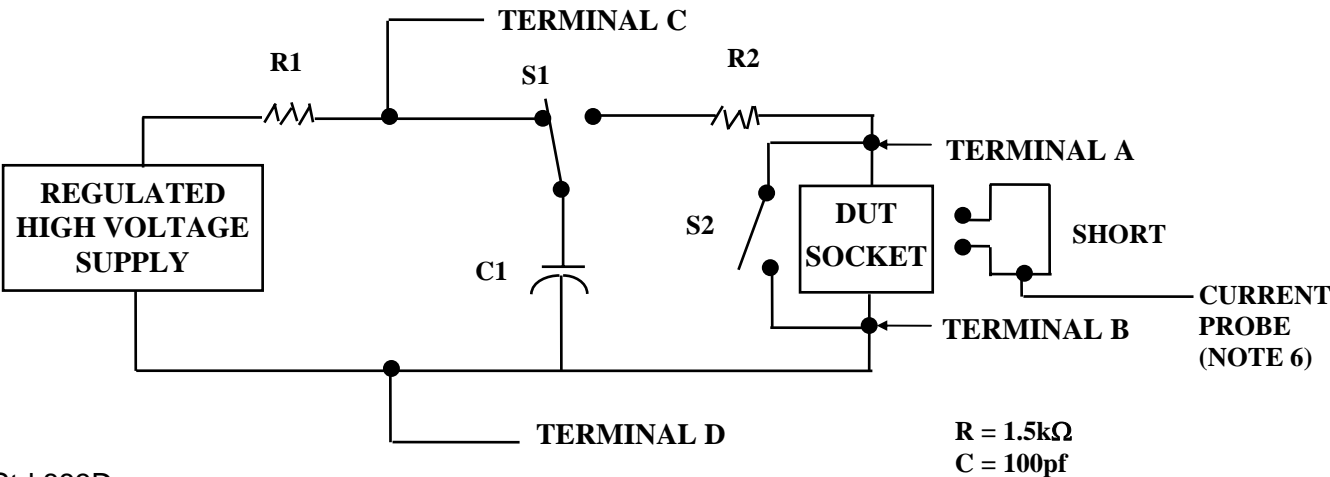 TERMINAL C
R1
S1
R2
TERMINAL A
REGULATED
HIGH VOLTAGE
SUPPLY
S2
DUT
SOCKET
SHORT
C1
CURRENT
PROBE
(NOTE 6)
TERMINAL B
TERMINAL D
R = 1.5kΩ
C = 100pf